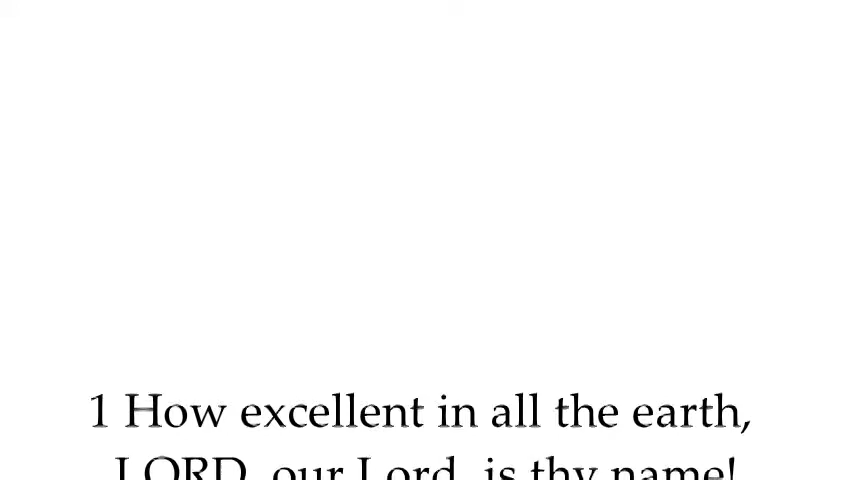 1 How excellent in all the earth,
LORD, our Lord, is thy name!